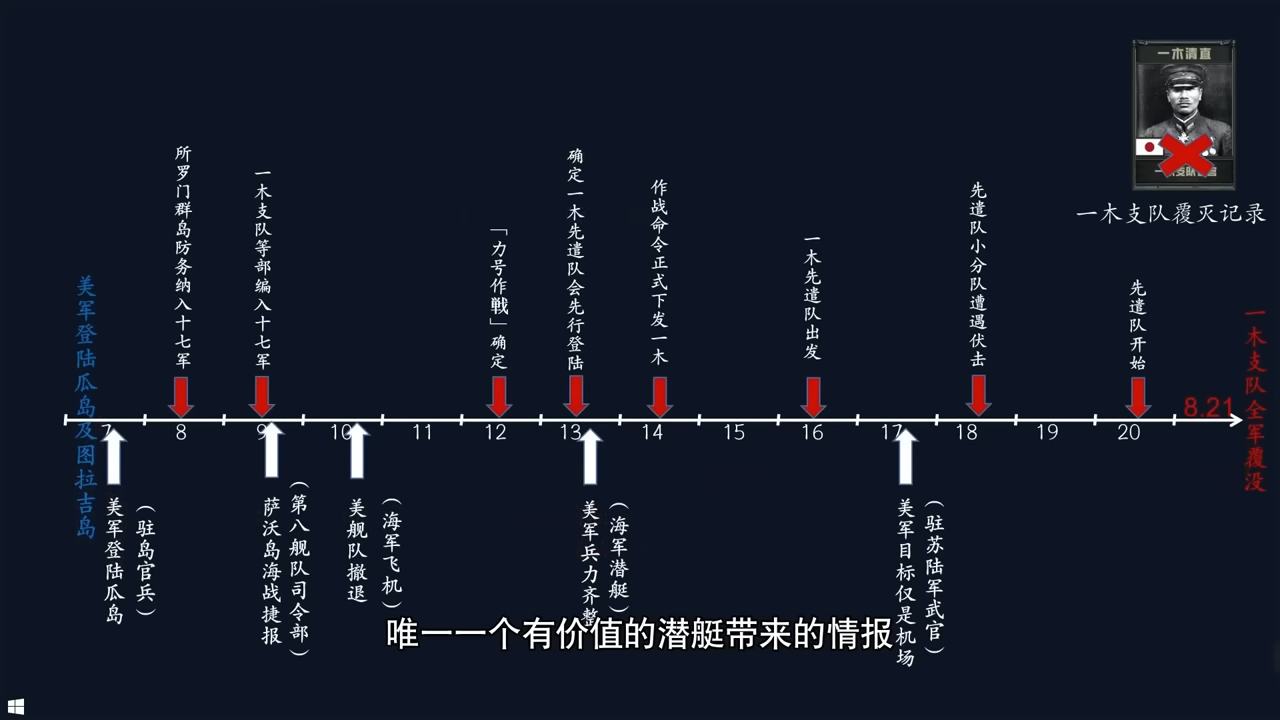 一木清直
一木支队覆灭记录
所罗门群岛防务纳入十七军
一木支队等部编入十七军
「力号作戦」确定
确定一木先遣队会先行登陆
作战命令正式下发一木
一木先遣队出发
先遣队小分队遭遇伏击
先遣队开始
美军登陆瓜岛及图拉吉岛
一木支队全军覆没
8.21
7 8 9 10 11 12 13 14 15 16 17 18 19 20
美军登陆瓜岛
(驻岛官兵)
萨沃岛海战捷报
(第八舰队司令部)
美舰队撤退
(海军飞机)
美军兵力齐整
(海军潜艇)
美军目标仅是机场
(驻苏陆军武官)
唯一一个有价值的潜艇带来的情报